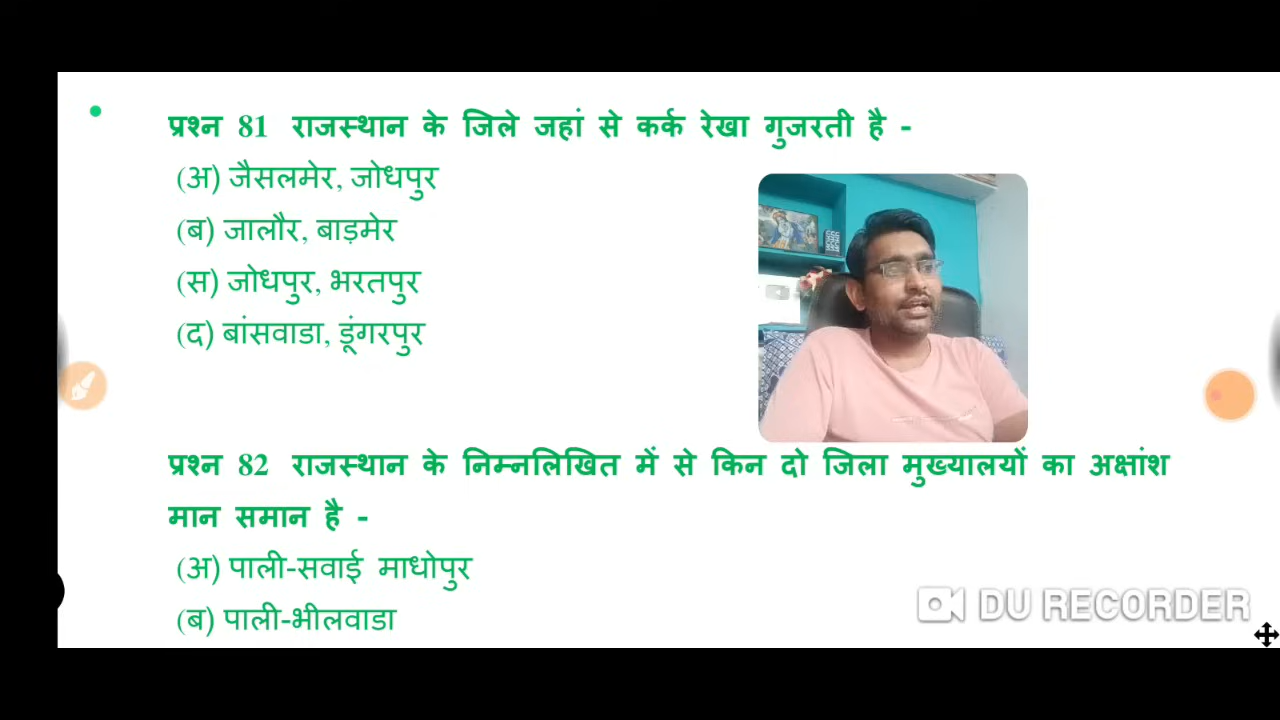 प्रश्न 81 राजस्थान के जिले जहां से कर्क रेखा गुजरती है -
(अ) जैसलमेर, जोधपुर
(ब) जालौर, बाड़मेर
(स) जोधपुर, भरतपुर
(द) बांसवाडा, डूंगरपुर
प्रश्न 82 राजस्थान के निम्नलिखित में से किन दो जिला मुख्यालयों का अक्षांश
मान समान है -
(अ) पाली-सवाई माधोपुर
(ब) पाली-भीलवाडा
DU RECORDER